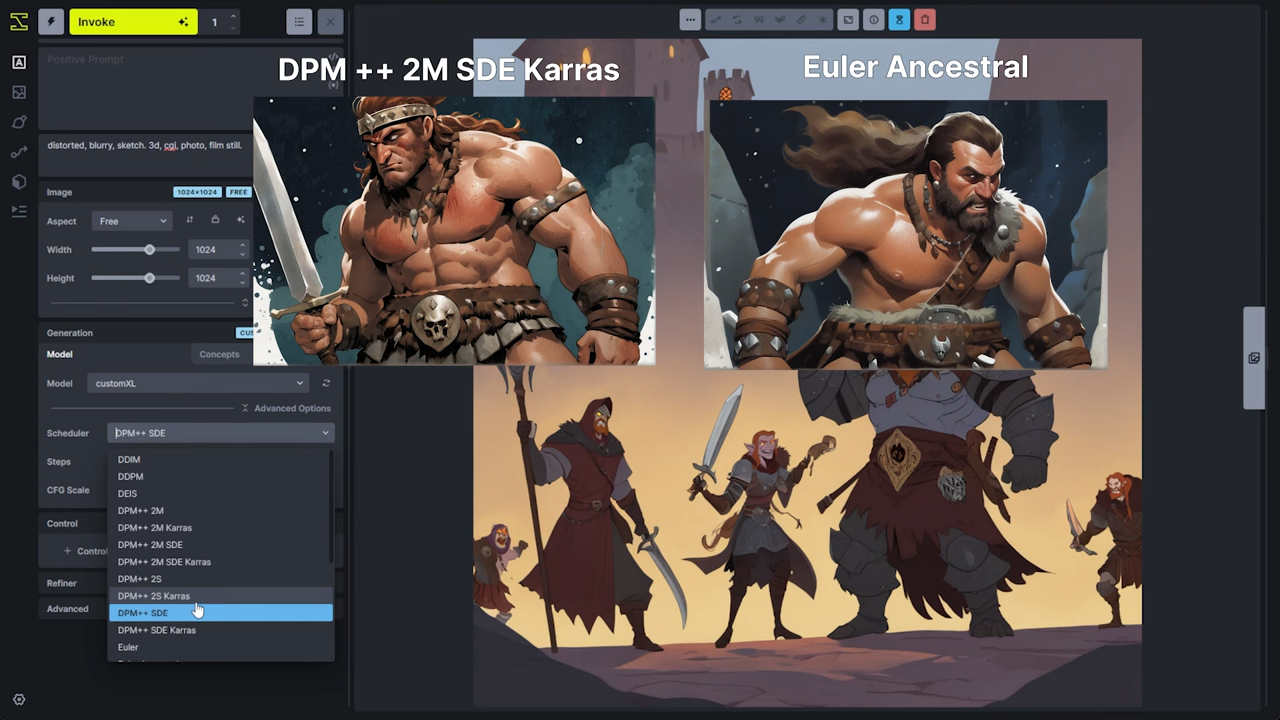 Invoke
1
Positive Prompt
DPM ++ 2M SDE Karras
Euler Ancestral
distorted, blurry, sketch. 3d, cgi, photo, film still.
Image
1024×1024
FREE
Aspect
Free
Width
1024
Height
1024
Generation
Model
Concepts
Model
customXL
Advanced Options
Scheduler
DPM++ SDE
Steps
CFG Scale
Control
+ Control
Refiner
Advanced
DDIM
DDPM
DEIS
DPM++ 2M
DPM++ 2M Karras
DPM++ 2M SDE
DPM++ 2M SDE Karras
DPM++ 2S
DPM++ 2S Karras
DPM++ SDE
DPM++ SDE Karras
Euler